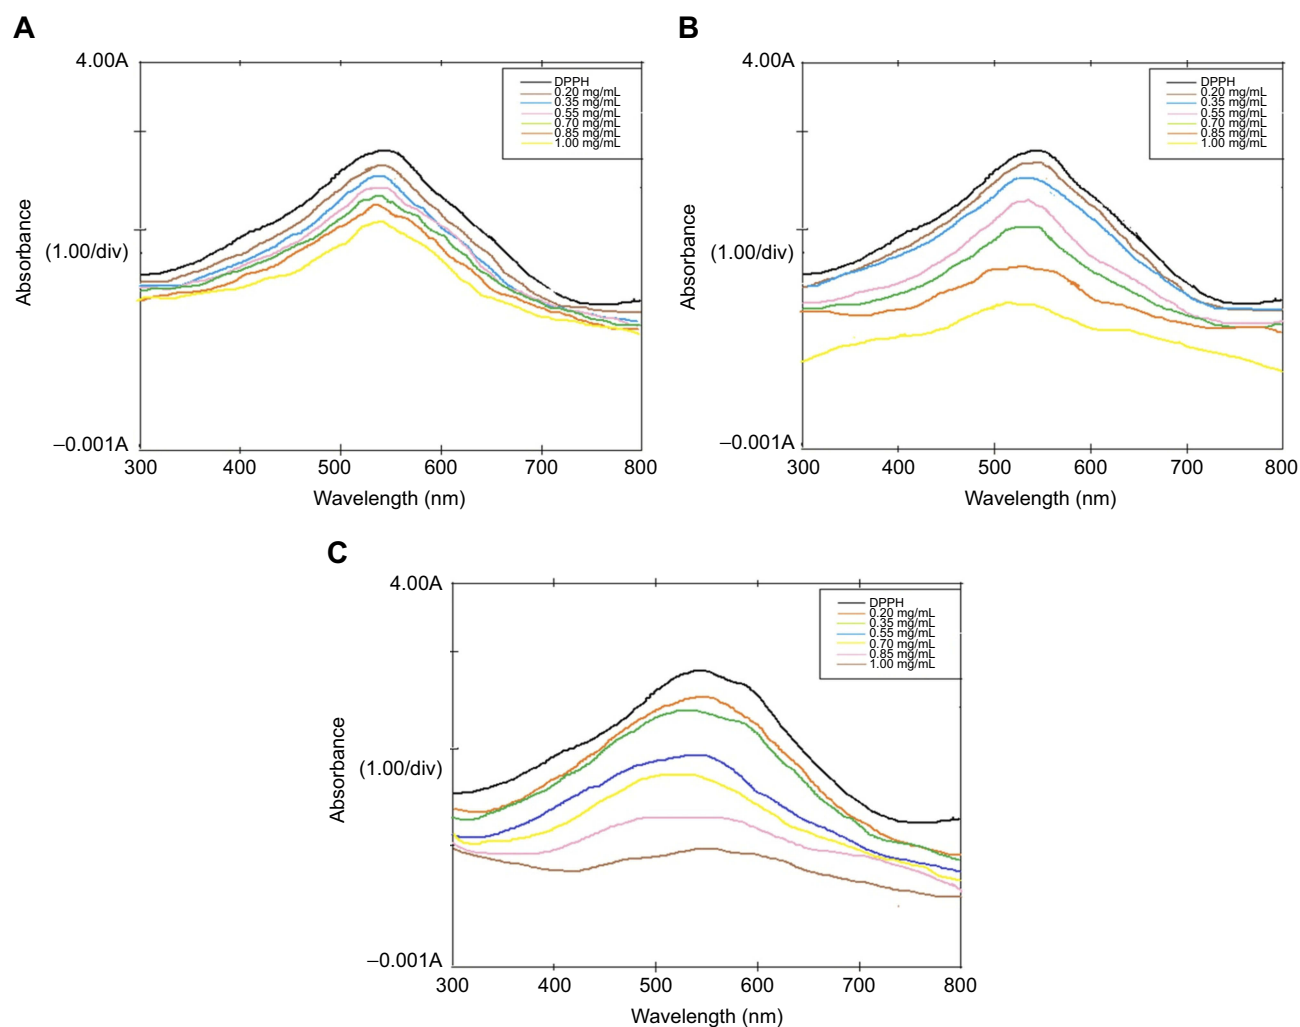 A
4.00A
DPPH
0.20 mg/mL
0.35 mg/mL
0.55 mg/mL
0.70 mg/mL
0.85 mg/mL
1.00 mg/mL
Absorbance
(1.00/div)
–0.001A
300 400 500 600 700 800
Wavelength (nm)
B
4.00A
DPPH
0.20 mg/mL
0.35 mg/mL
0.55 mg/mL
0.70 mg/mL
0.85 mg/mL
1.00 mg/mL
Absorbance
(1.00/div)
–0.001A
300 400 500 600 700 800
Wavelength (nm)
C
4.00A
DPPH
0.20 mg/mL
0.35 mg/mL
0.55 mg/mL
0.70 mg/mL
0.85 mg/mL
1.00 mg/mL
Absorbance
(1.00/div)
–0.001A
300 400 500 600 700 800
Wavelength (nm)